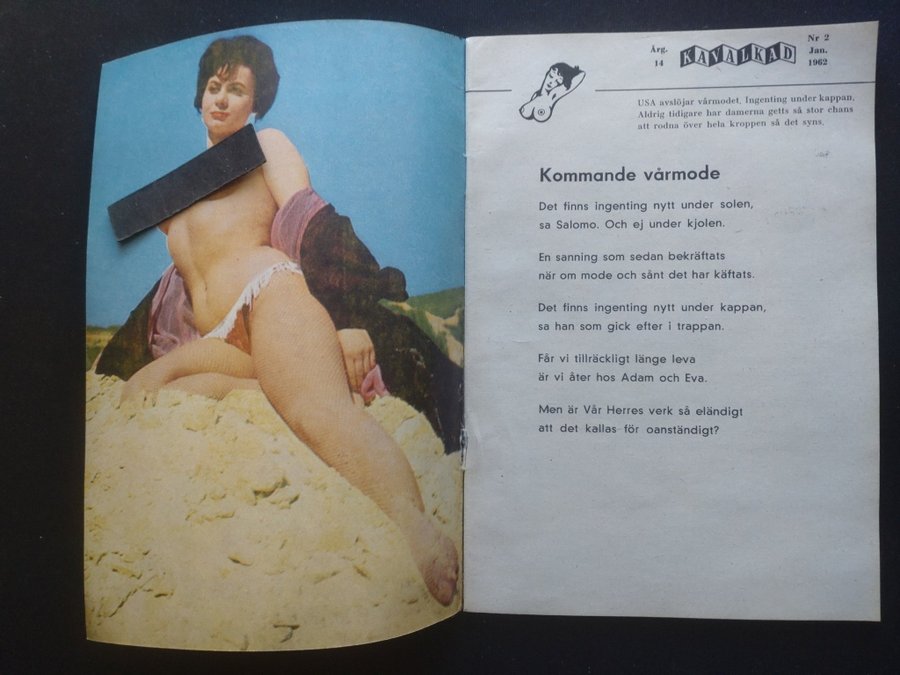 Årg.
14
KAVALKAD
Nr 2
Jan.
1962
USA avslöjar vårmodet. Ingenting under kappan.
Aldrig tidigare har damerna getts så stor chans
att rodna över hela kroppen så det syns.
Kommande vårmode
Det finns ingenting nytt under solen,
sa Salomo. Och ej under kjolen.
En sanning som sedan bekräftats
när om mode och sånt det har käftats.
Det finns ingenting nytt under kappan,
sa han som gick efter i trappan.
Får vi tillräckligt länge leva
är vi åter hos Adam och Eva.
Men är Vår Herres verk så eländigt
att det kallas för oanständigt?